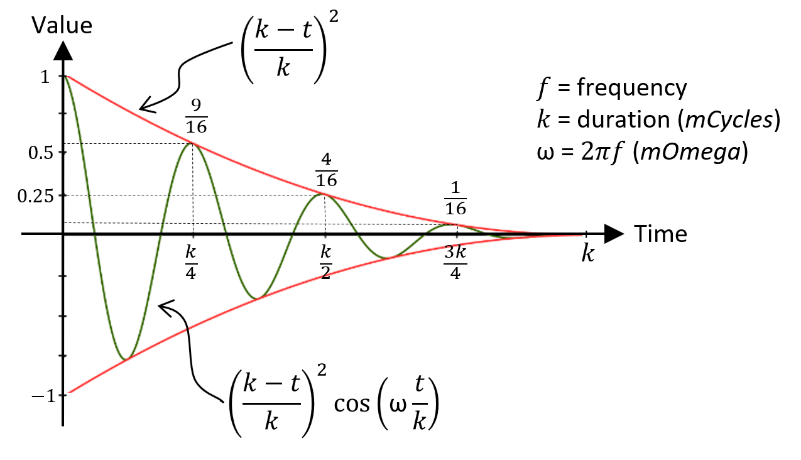 Value
((k − t)/k)²
1
9/16
f = frequency
k = duration (mCycles)
ω = 2πf (mOmega)
0.5
4/16
0.25
1/16
Time
k/4
k/2
3k/4
k
−1
((k − t)/k)² cos(ω t/k)